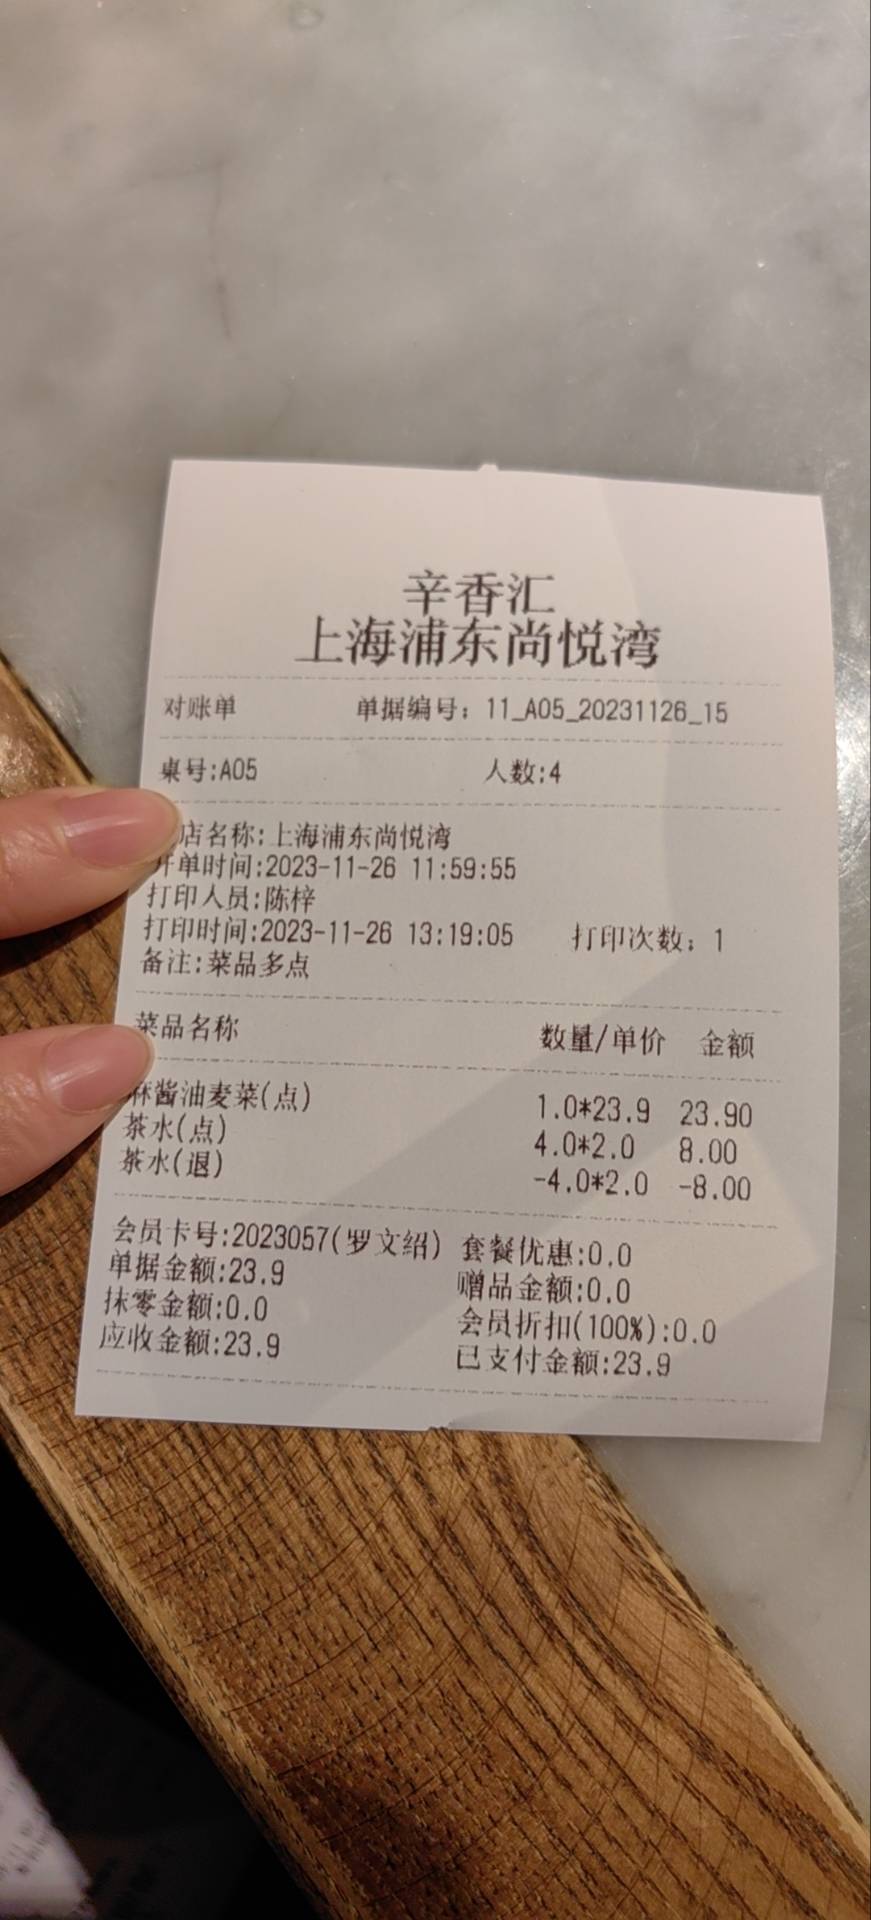 辛香汇
上海浦东尚悦湾
对账单 单据编号：11_A05_20231126_15
桌号:A05 人数:4
店名称:上海浦东尚悦湾
开单时间:2023-11-26 11:59:55
打印人员:陈梓
打印时间:2023-11-26 13:19:05 打印次数：1
备注:菜品多点
菜品名称 数量/单价 金额
麻酱油麦菜(点) 1.0*23.9 23.90
茶水(点) 4.0*2.0 8.00
茶水(退) -4.0*2.0 -8.00
会员卡号:2023057(罗文绍) 套餐优惠:0.0
单据金额:23.9 赠品金额:0.0
抹零金额:0.0 会员折扣(100%):0.0
应收金额:23.9 已支付金额:23.9